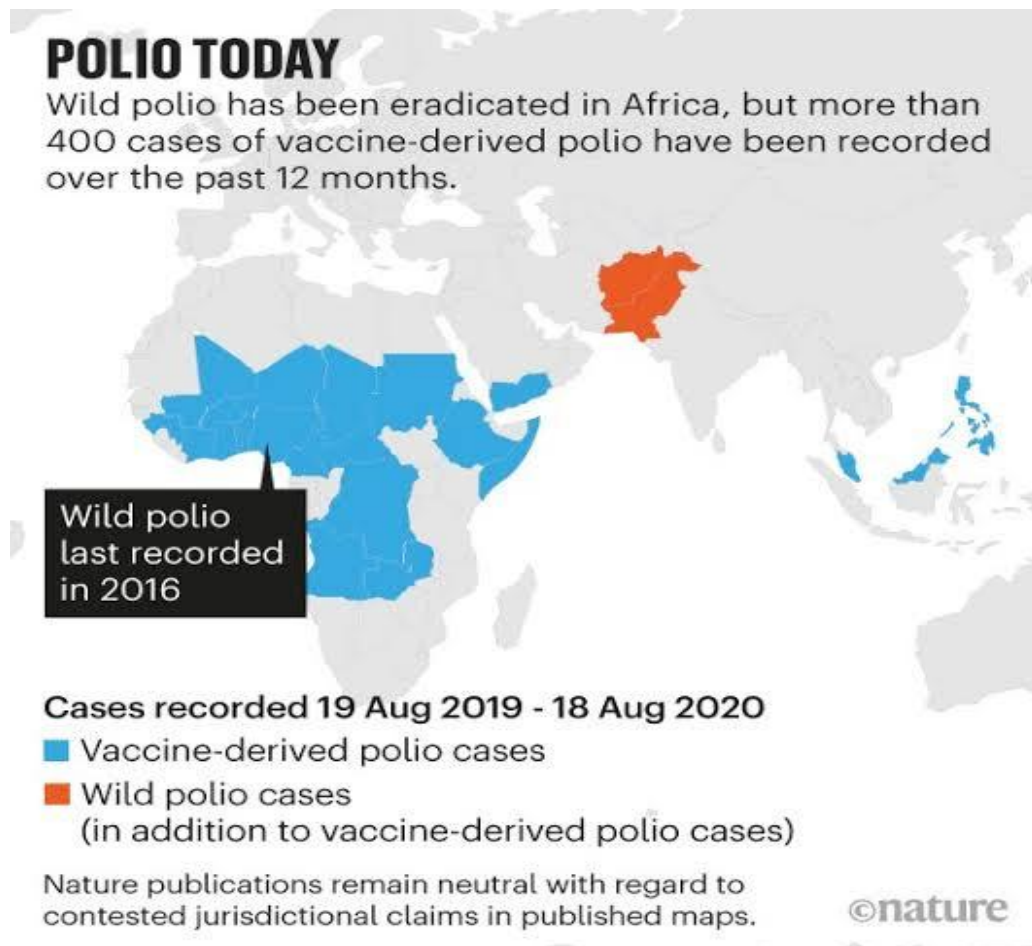 POLIO TODAY
Wild polio has been eradicated in Africa, but more than
400 cases of vaccine-derived polio have been recorded
over the past 12 months.
Wild polio
last recorded
in 2016
Cases recorded 19 Aug 2019 - 18 Aug 2020
Vaccine-derived polio cases
Wild polio cases
(in addition to vaccine-derived polio cases)
Nature publications remain neutral with regard to
contested jurisdictional claims in published maps.
©nature